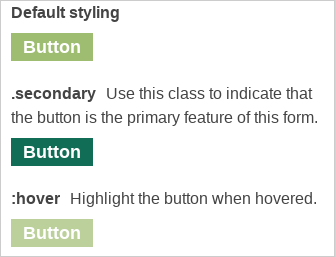 Default styling
Button
.secondary Use this class to indicate that
the button is the primary feature of this form.
Button
:hover Highlight the button when hovered.
Button